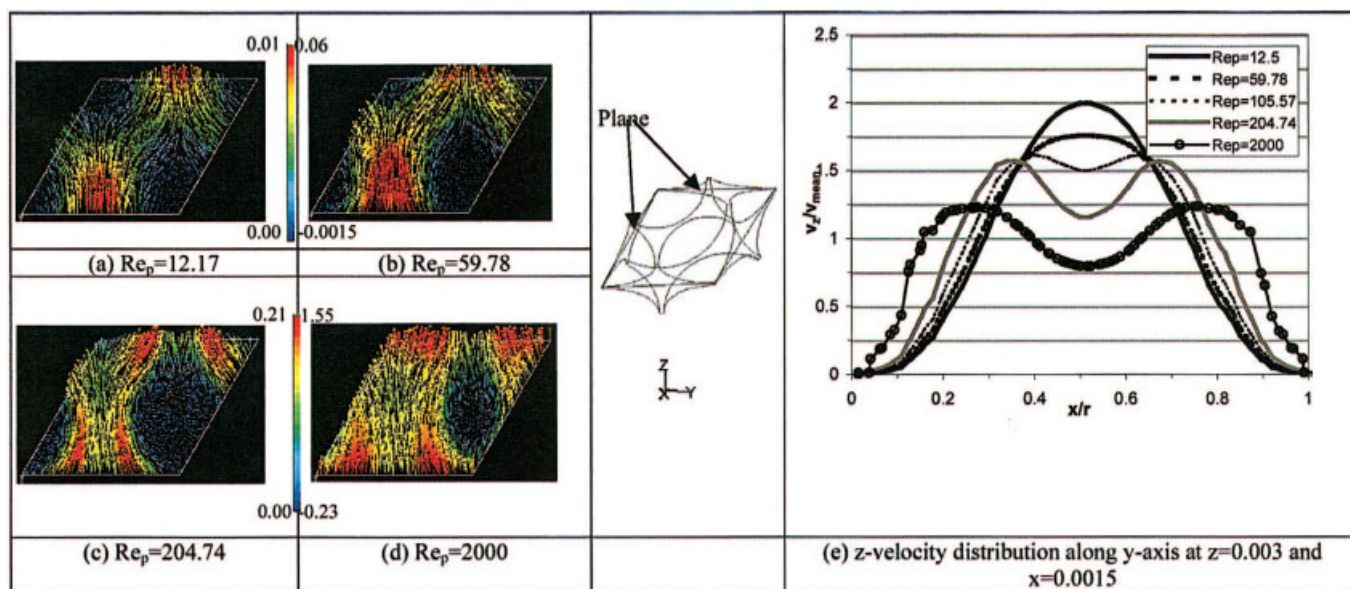 0.01 0.06
0.00 -0.0015
(a) Reₚ=12.17
(b) Reₚ=59.78
0.21 1.55
0.00 -0.23
(c) Reₚ=204.74
(d) Reₚ=2000
Plane
Z
X Y
2.5
2
1.5
1
0.5
0
v_z/v_mean
0 0.2 0.4 0.6 0.8 1
x/r
Rep=12.5
Rep=59.78
Rep=105.57
Rep=204.74
Rep=2000
(e) z-velocity distribution along y-axis at z=0.003 and
x=0.0015